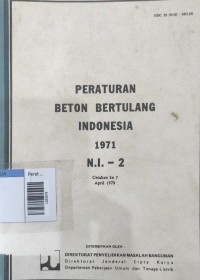 PERATURAN
BETON BERTULANG
INDONESIA
1971
N.I. - 2
Cetakan ke 7
April 1979
DITERBITKAN OLEH :
DIREKTORAT PENYELIDIKAN MASALAH BANGUNAN
Direktorat Jenderal Cipta Karya
Departemen Pekerjaan Umum dan Tenaga Listrik